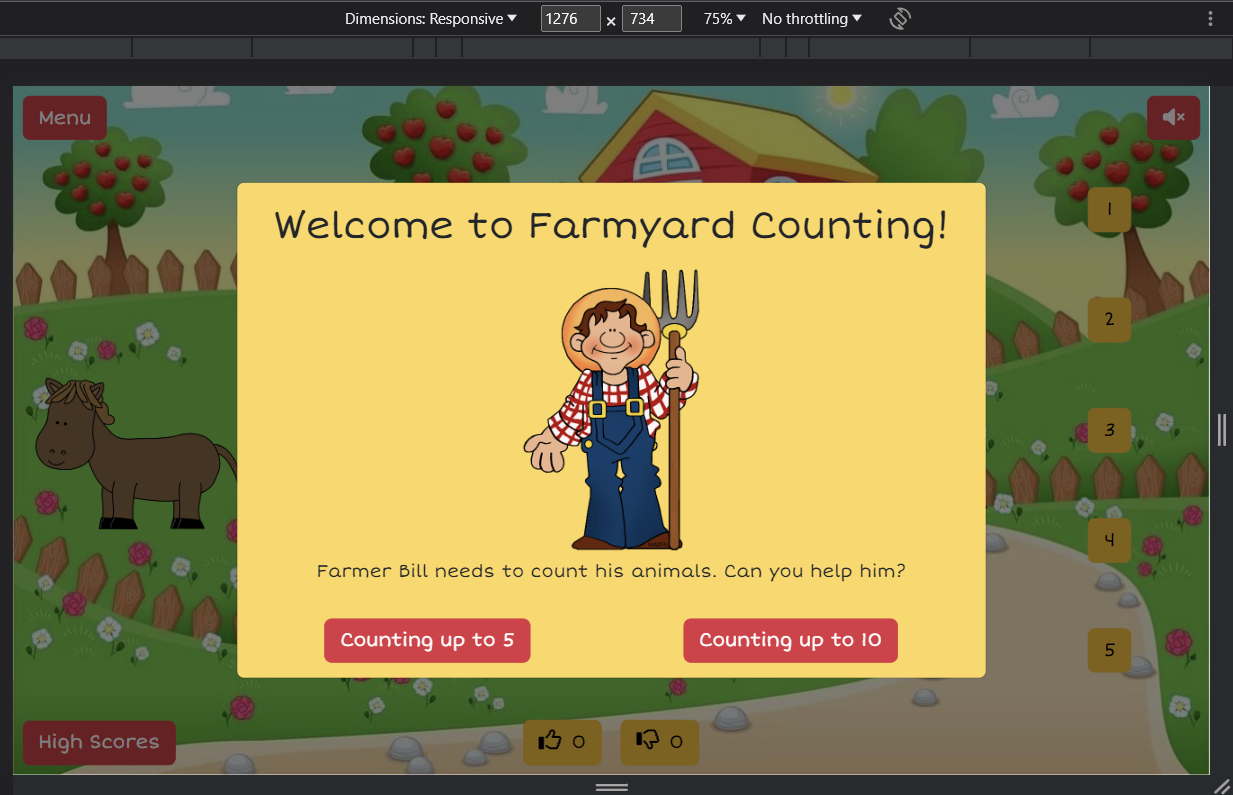 Dimensions: Responsive
1276 × 734
75%
No throttling
Menu
1
Welcome to Farmyard Counting!
2
3
4
Farmer Bill needs to count his animals. Can you help him?
Counting up to 5
Counting up to 10
5
High Scores
0
0